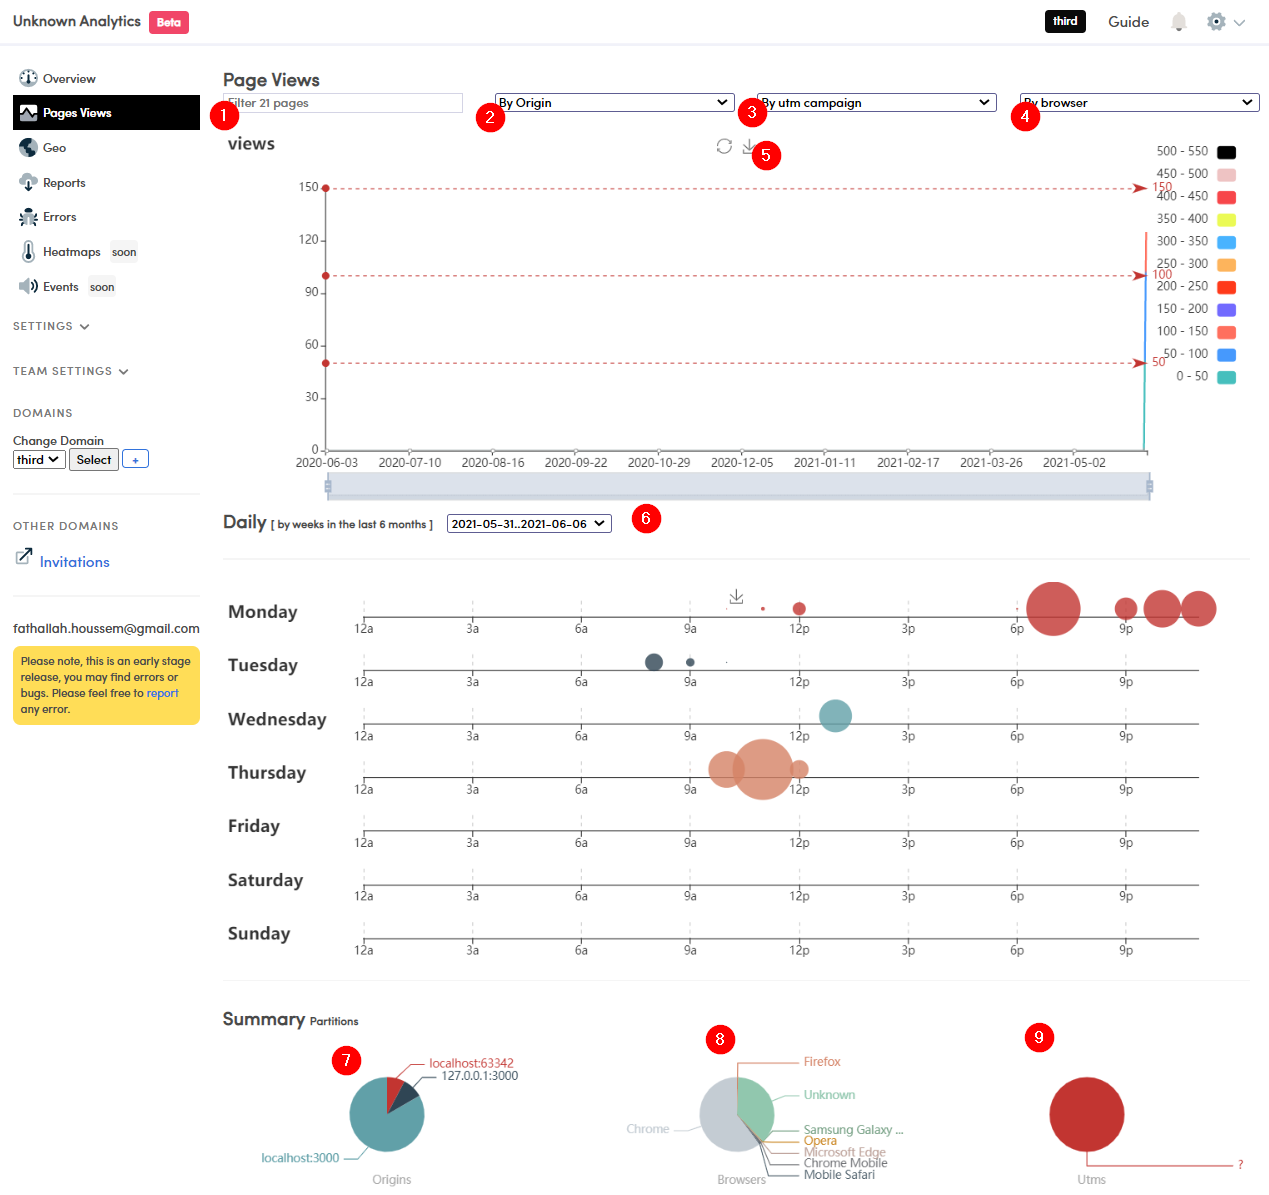 Unknown Analytics Beta
third Guide
Overview
Pages Views
Geo
Reports
Errors
Heatmaps soon
Events soon
SETTINGS
TEAM SETTINGS
DOMAINS
Change Domain
third Select +
OTHER DOMAINS
Invitations
fathallah.houssem@gmail.com
Please note, this is an early stage
release, you may find errors or
bugs. Please feel free to report
any error.
Page Views
1 Filter 21 pages 2 By Origin 3 By utm campaign 4 By browser
views
5
500 - 550
450 - 500
400 - 450
350 - 400
300 - 350
250 - 300
200 - 250
150 - 200
100 - 150
50 - 100
0 - 50
150 150
120
90 100
60 50
30
0
2020-06-03 2020-07-10 2020-08-16 2020-09-22 2020-10-29 2020-12-05 2021-01-11 2021-02-17 2021-03-26 2021-05-02
Daily [ by weeks in the last 6 months ] 2021-05-31..2021-06-06 6
Monday
12a 3a 6a 9a 12p 3p 6p 9p
Tuesday
12a 3a 6a 9a 12p 3p 6p 9p
Wednesday
12a 3a 6a 9a 12p 3p 6p 9p
Thursday
12a 3a 6a 9a 12p 3p 6p 9p
Friday
12a 3a 6a 9a 12p 3p 6p 9p
Saturday
12a 3a 6a 9a 12p 3p 6p 9p
Sunday
12a 3a 6a 9a 12p 3p 6p 9p
Summary Partitions
7
localhost:63342
127.0.0.1:3000
localhost:3000
Origins
8
Firefox
Unknown
Chrome
Samsung Galaxy ...
Opera
Microsoft Edge
Chrome Mobile
Mobile Safari
Browsers
9
?
Utms